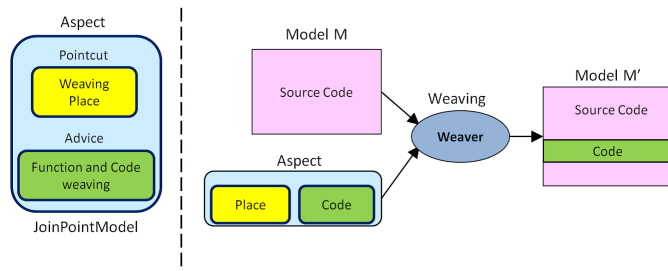 Aspect
Pointcut
Weaving
Place
Advice
Function and Code
weaving
JoinPointModel
Model M
Source Code
Aspect
Place
Code
Weaving
Weaver
Model M'
Source Code
Code